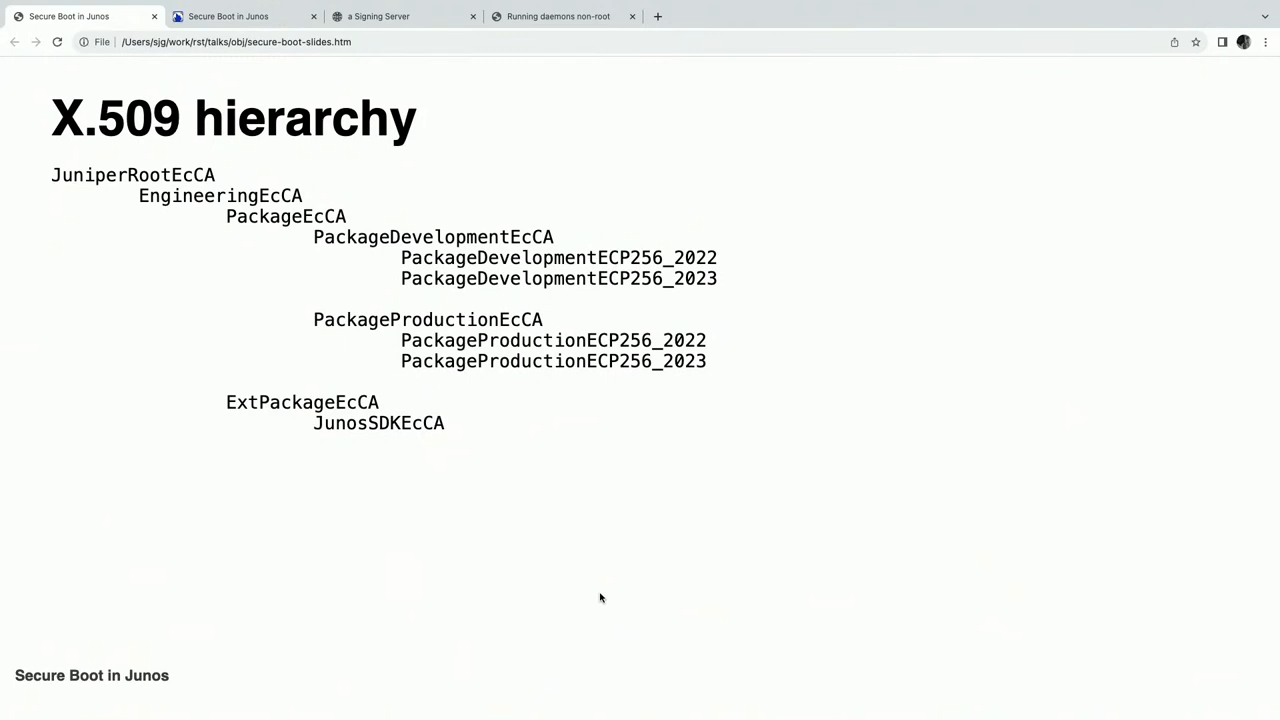 Secure Boot in Junos
Secure Boot in Junos
a Signing Server
Running daemons non-root
File
/Users/sjg/work/rst/talks/obj/secure-boot-slides.htm
X.509 hierarchy
JuniperRootEcCA
EngineeringEcCA
PackageEcCA
PackageDevelopmentEcCA
PackageDevelopmentECP256_2022
PackageDevelopmentECP256_2023
PackageProductionEcCA
PackageProductionECP256_2022
PackageProductionECP256_2023
ExtPackageEcCA
JunosSDKEcCA
Secure Boot in Junos